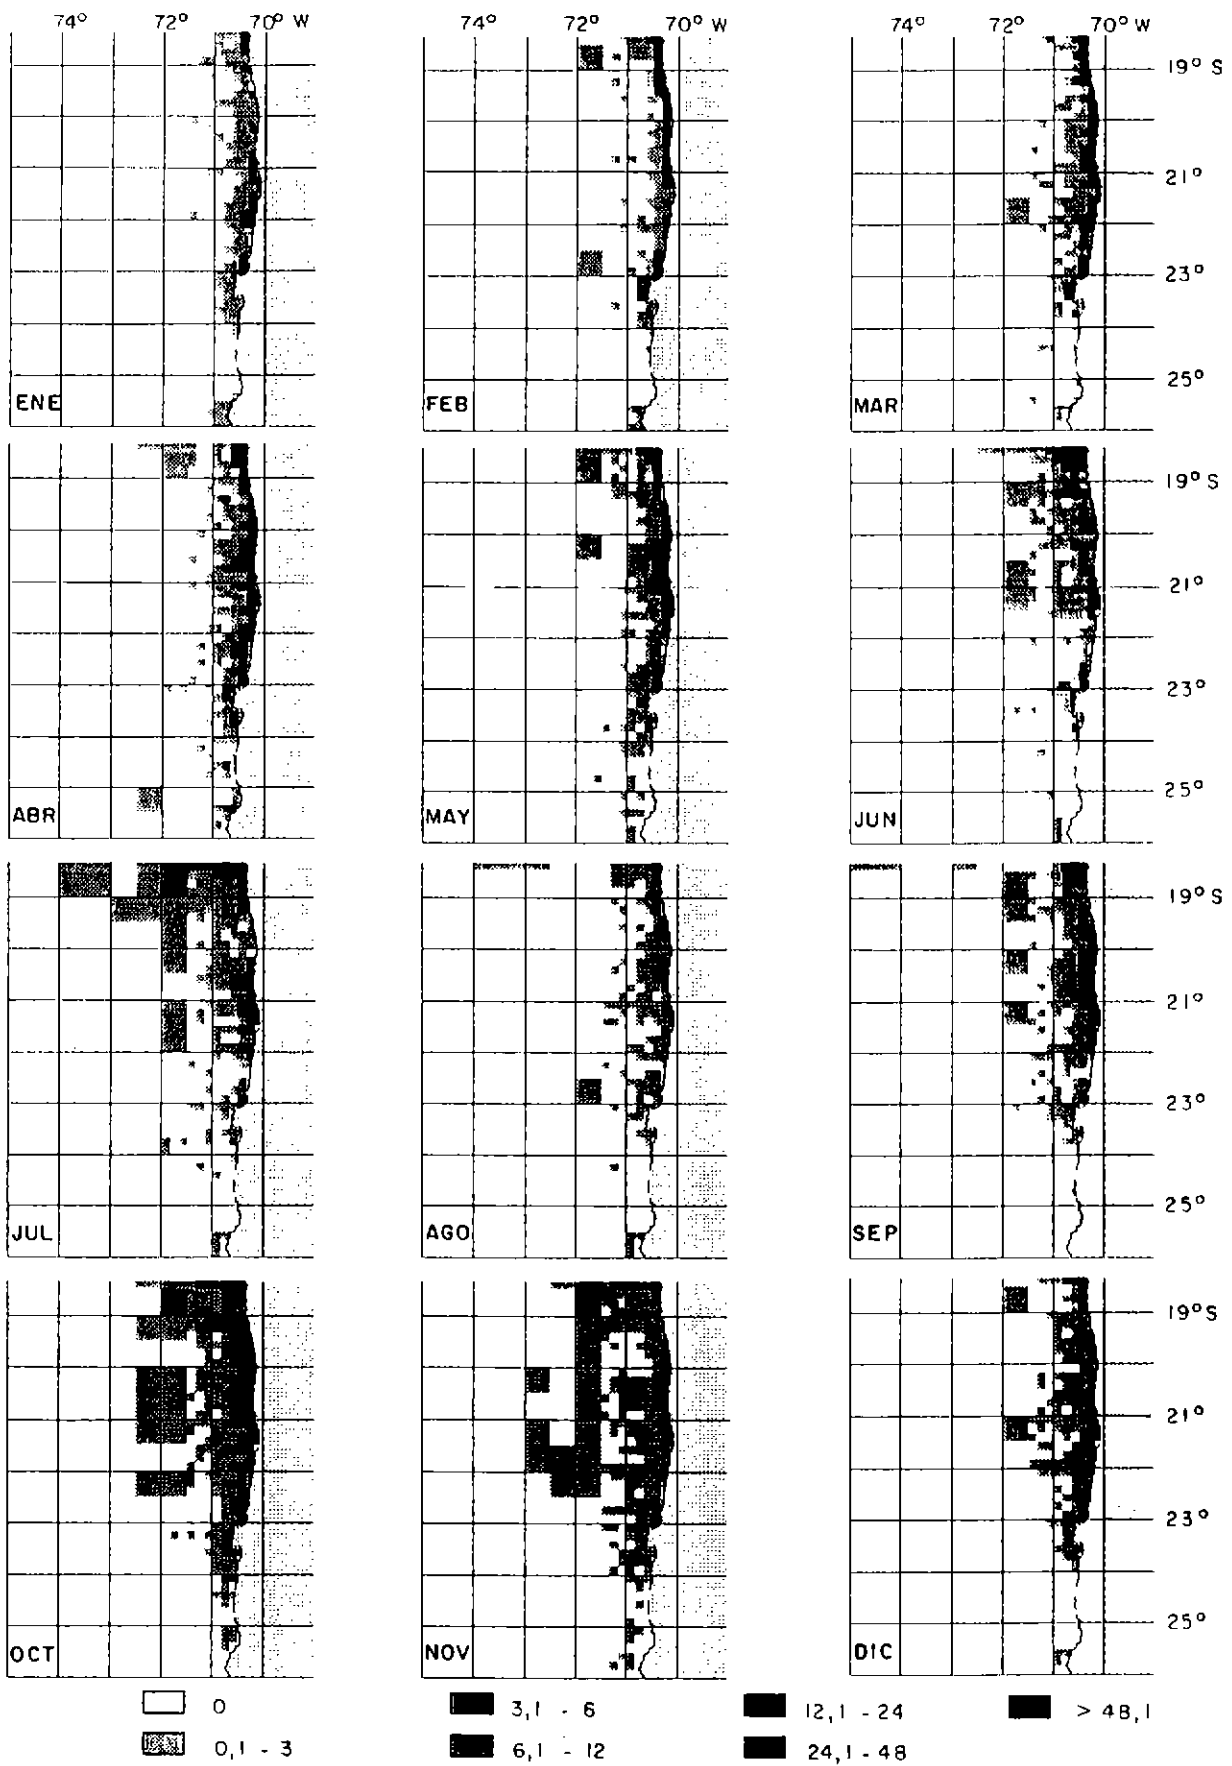 74° 72° 70° W 74° 72° 70° 72° 70° W
19° S
21°
23°
25°
ENE FEB MAR
19° S
21°
23°
25°
ABR MAY JUN
19° S
21°
23°
25°
JUL AGO SEP
19° S
21°
23°
25°
OCT NOV DIC
0 3,1 - 6 12,1 - 24 > 48,1
0,1 - 3 6,1 - 12 24,1 - 48